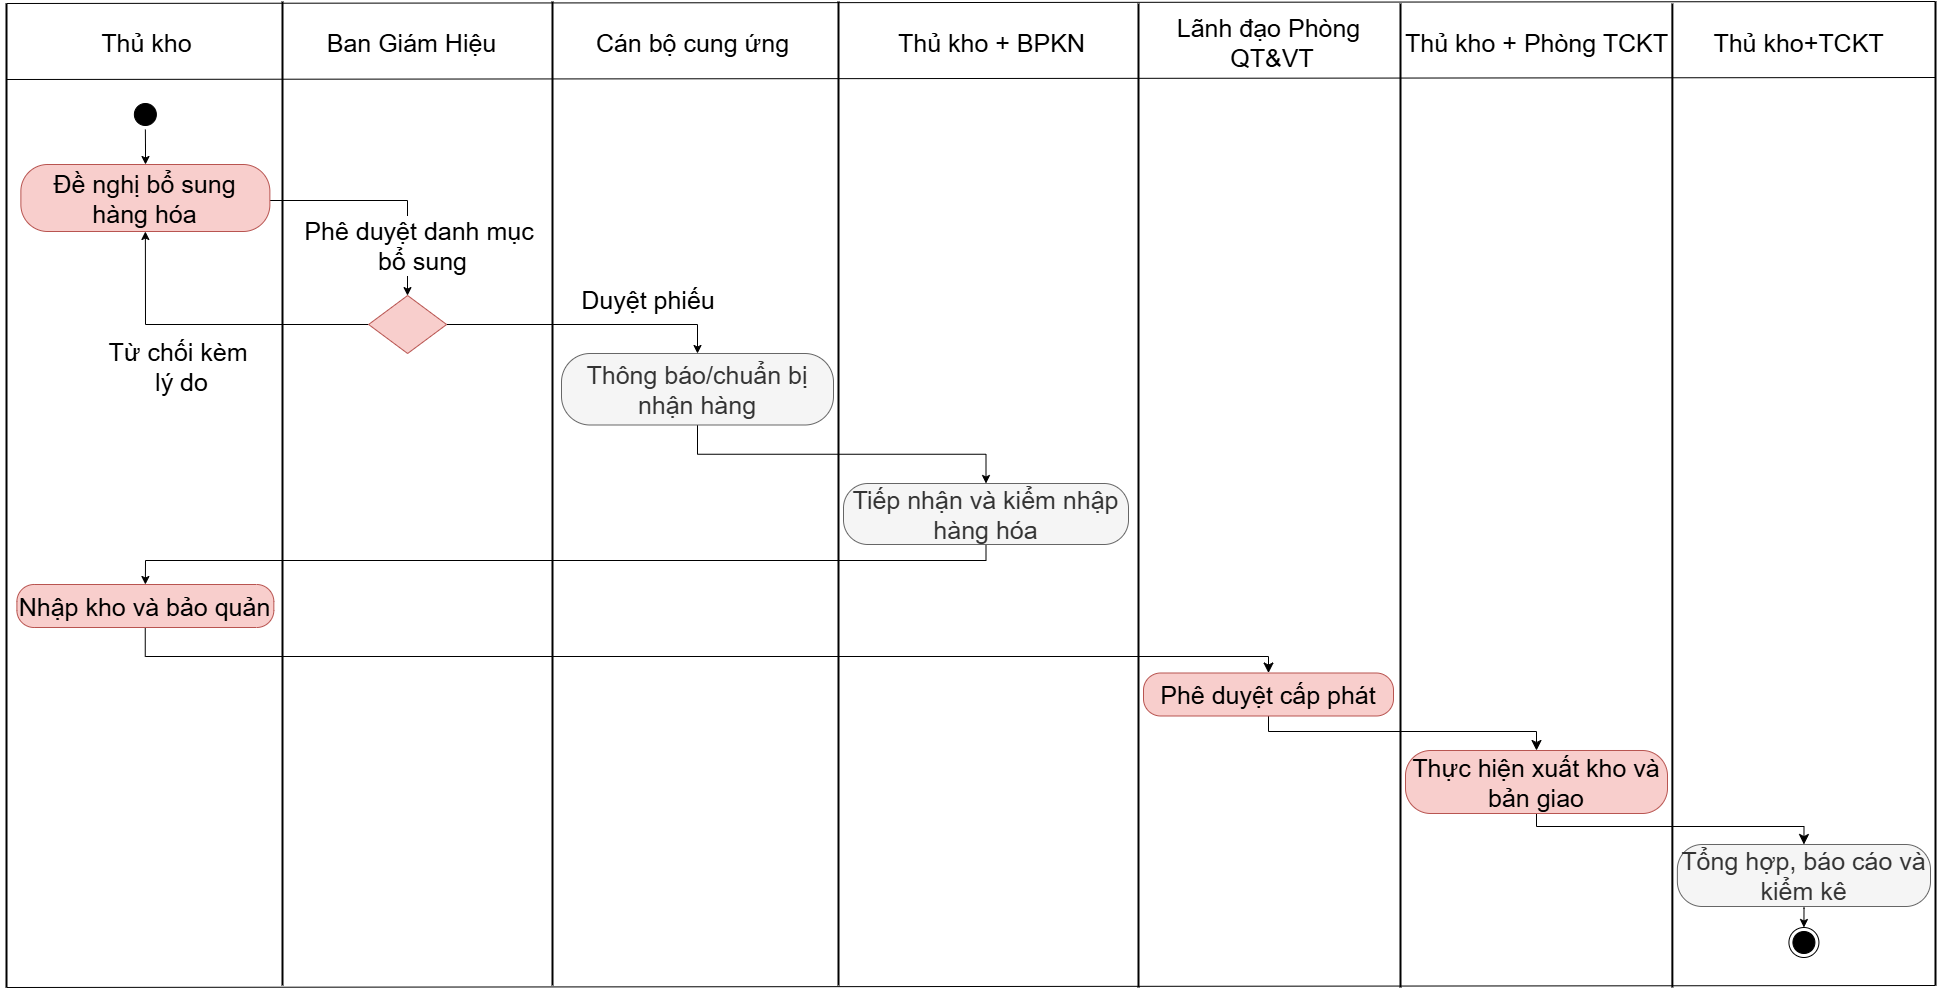 Thủ kho
Ban Giám Hiệu
Cán bộ cung ứng
Thủ kho + BPKN
Lãnh đạo Phòng
QT&VT
Thủ kho + Phòng TCKT
Thủ kho+TCKT
Đề nghị bổ sung
hàng hóa
Phê duyệt danh mục
bổ sung
Duyệt phiếu
Từ chối kèm
lý do
Thông báo/chuẩn bị
nhận hàng
Tiếp nhận và kiểm nhập
hàng hóa
Nhập kho và bảo quản
Phê duyệt cấp phát
Thực hiện xuất kho và
bản giao
Tổng hợp, báo cáo và
kiểm kê